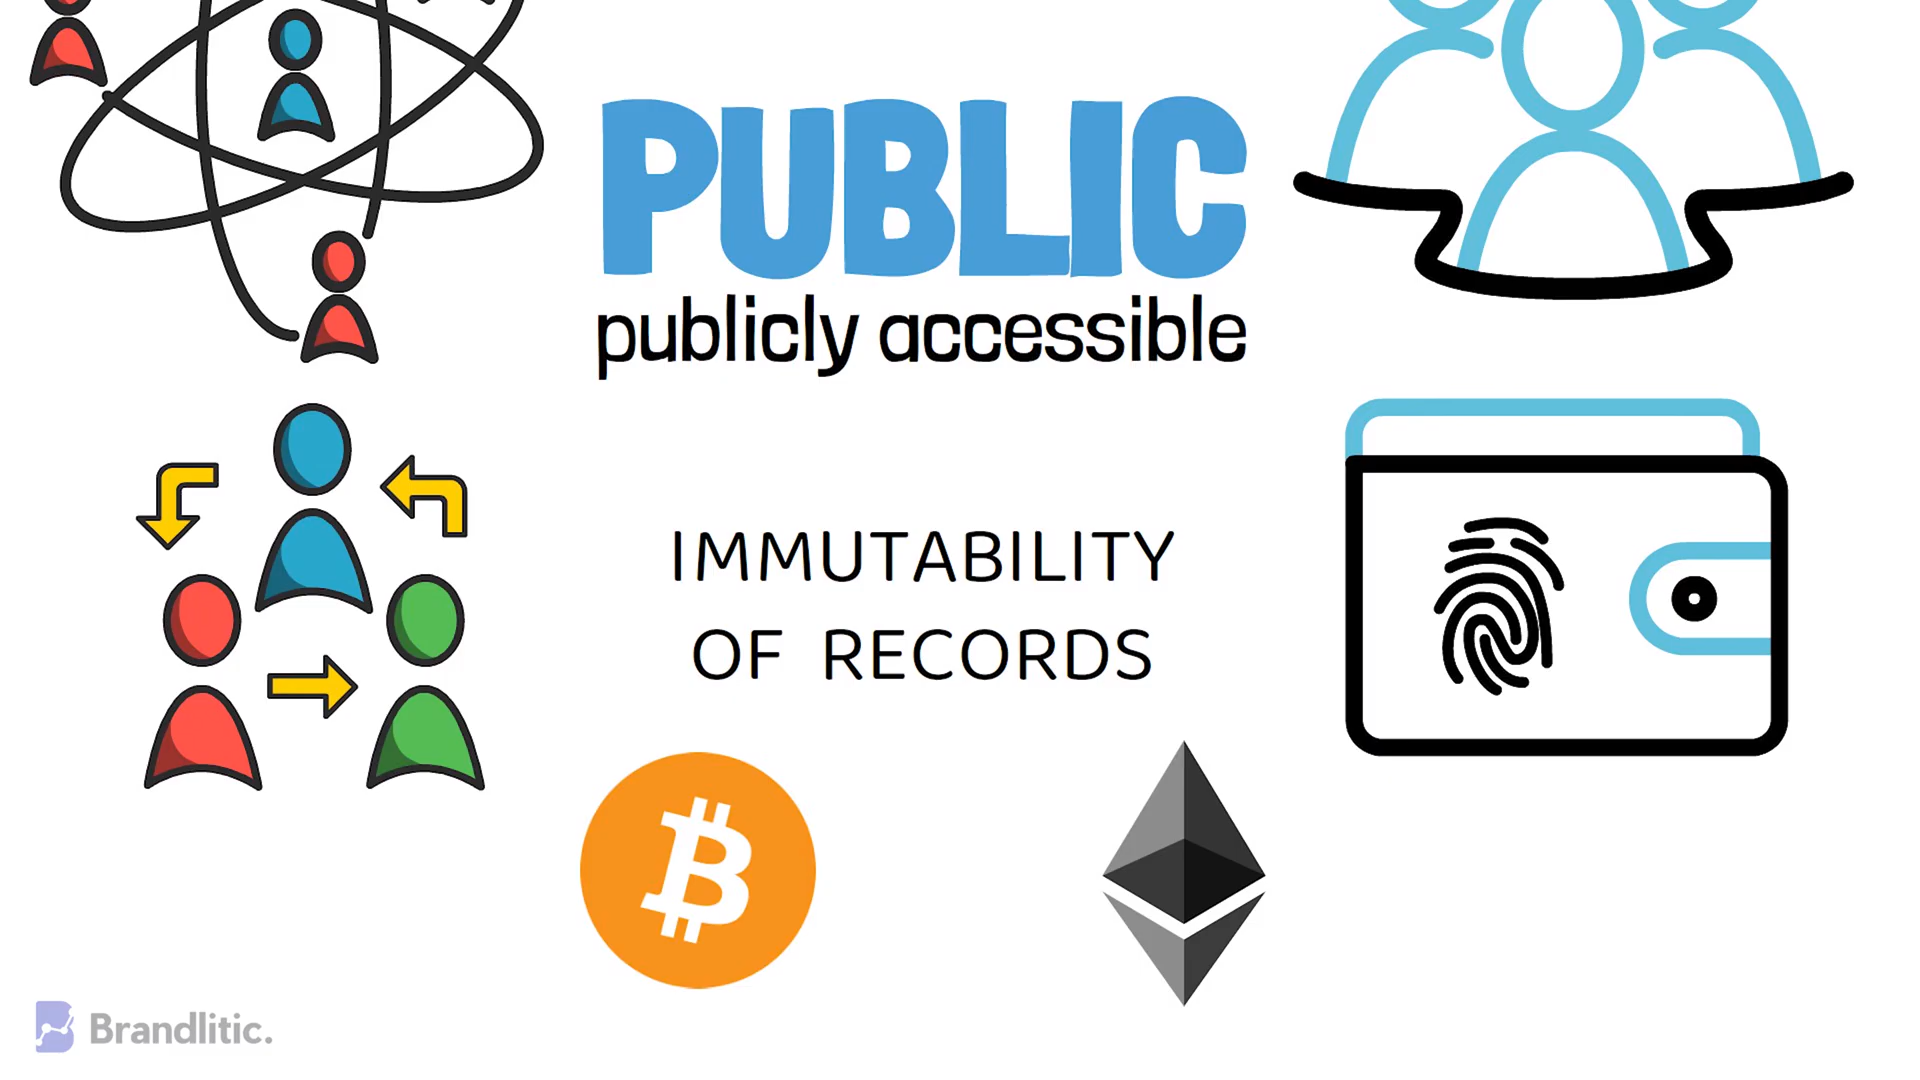 PUBLIC
publicly accessible
IMMUTABILITY
OF RECORDS
Brandlitic.